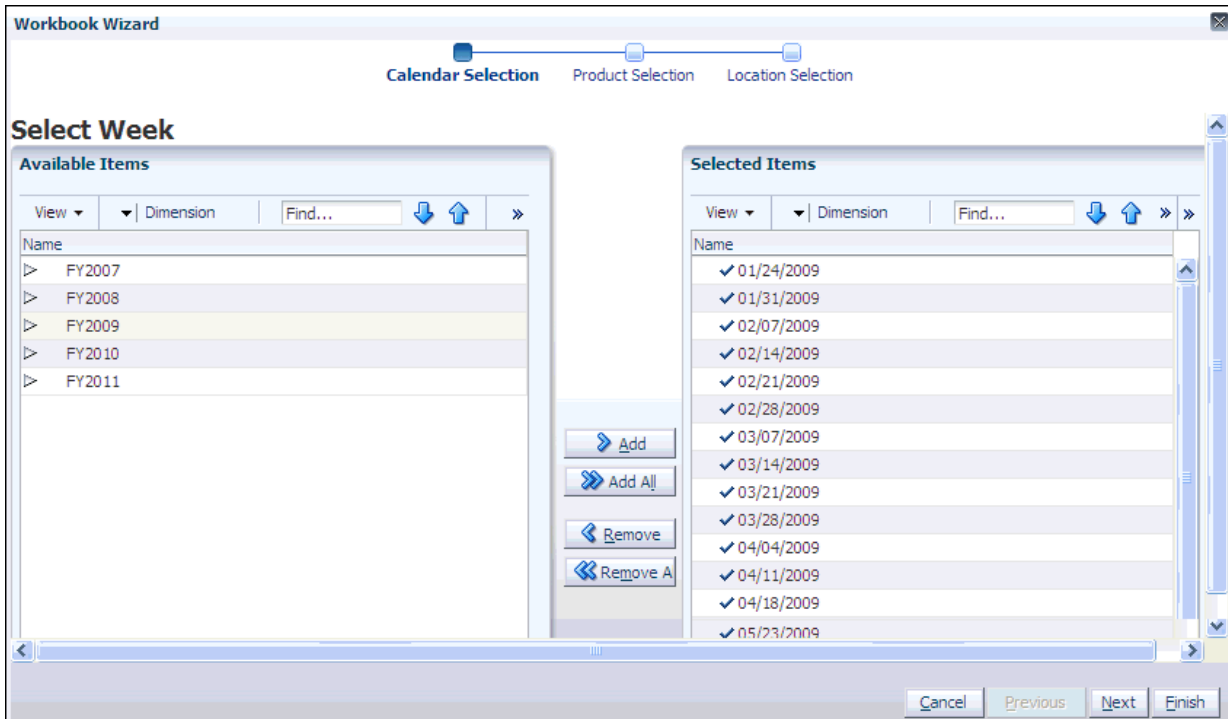 Workbook Wizard
Calendar Selection Product Selection Location Selection
Select Week
Available Items
View Dimension Find... »
Name
FY2007
FY2008
FY2009
FY2010
FY2011
Add
Add All
Remove
Remove A
Selected Items
View Dimension Find... » »
Name
01/24/2009
01/31/2009
02/07/2009
02/14/2009
02/21/2009
02/28/2009
03/07/2009
03/14/2009
03/21/2009
03/28/2009
04/04/2009
04/11/2009
04/18/2009
05/23/2009
Cancel Previous Next Finish